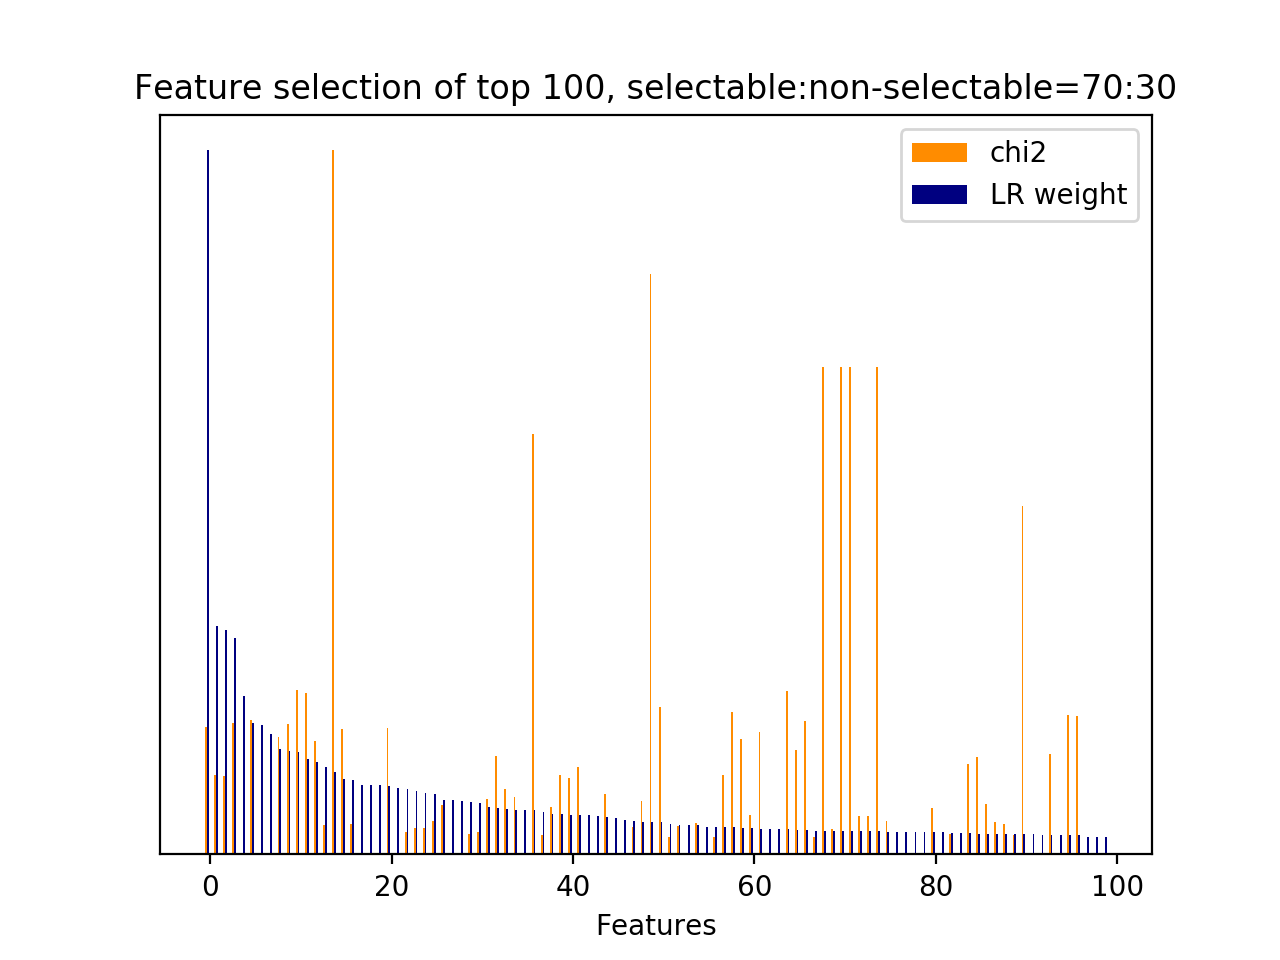 Feature selection of top 100, selectable:non-selectable=70:30
chi2
LR weight
0 20 40 60 80 100
Features